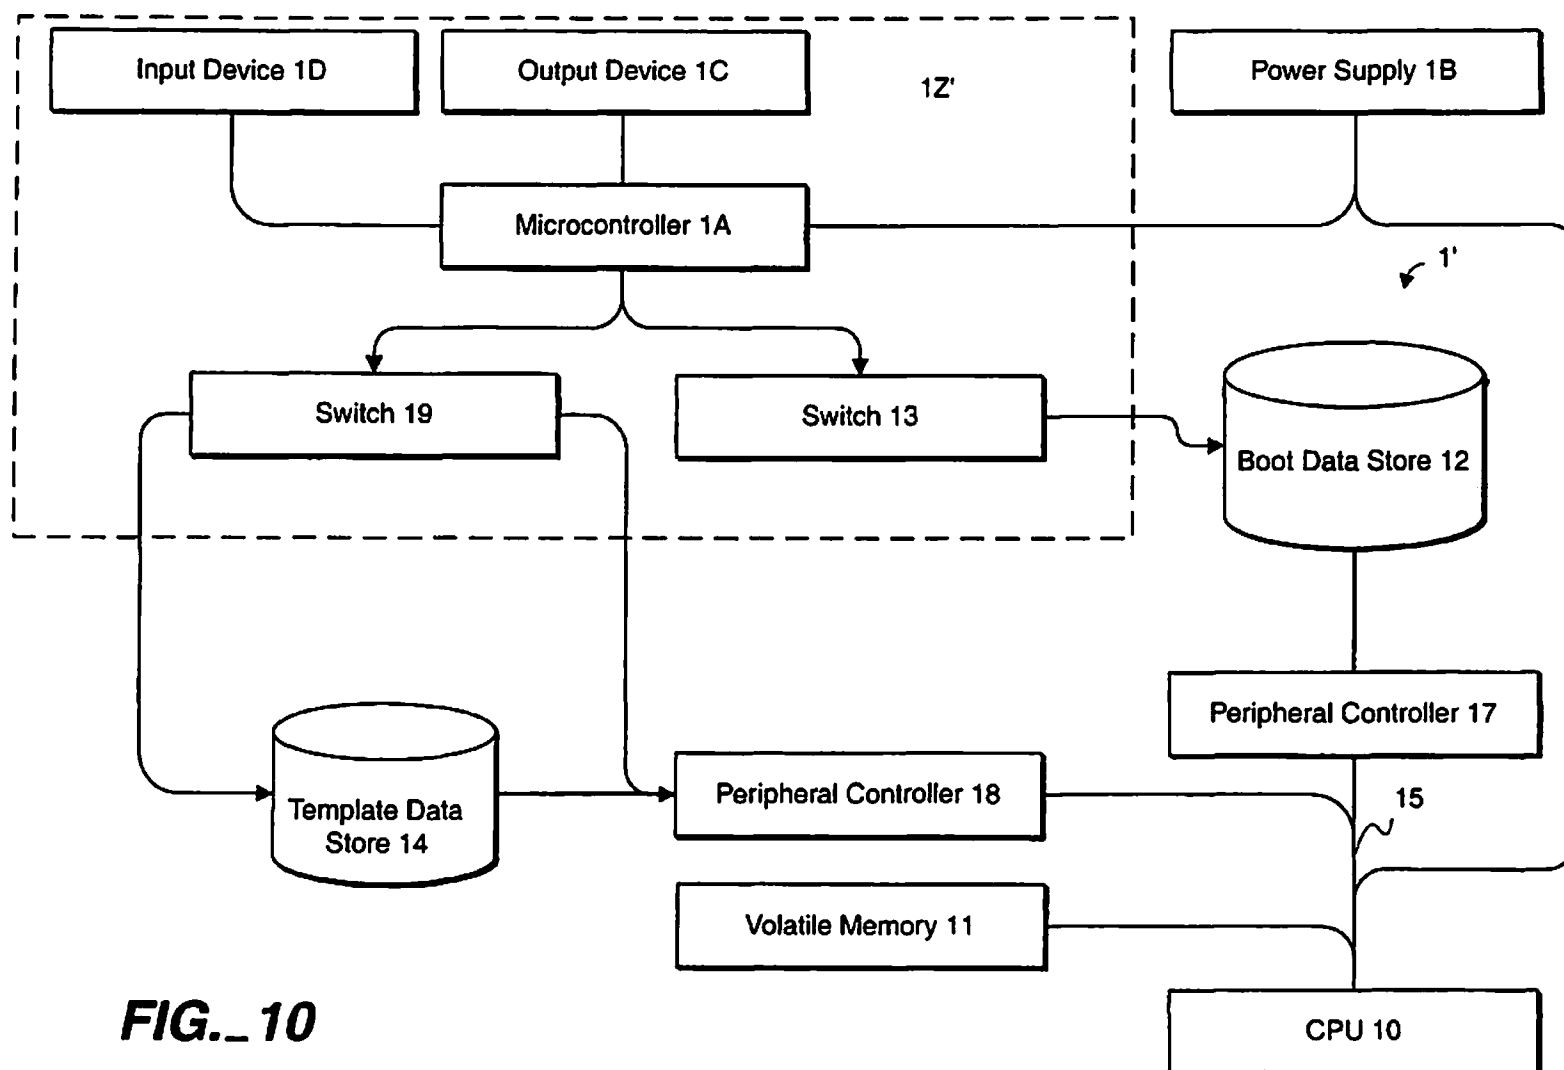 Input Device 1D
Output Device 1C
1Z'
Power Supply 1B
Microcontroller 1A
1'
Switch 19
Switch 13
Boot Data Store 12
Peripheral Controller 17
Template Data
Store 14
Peripheral Controller 18
15
Volatile Memory 11
CPU 10
FIG._10